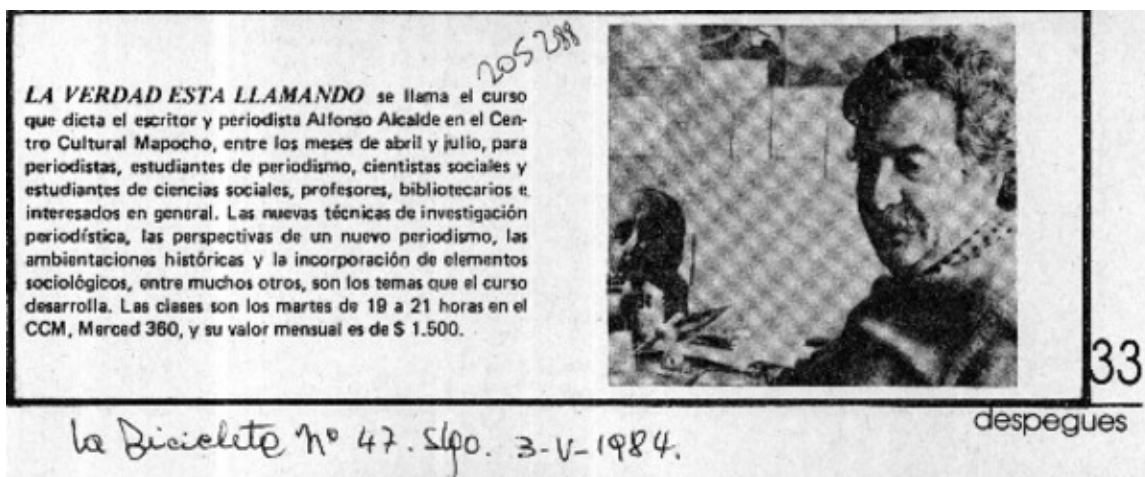 205288
LA VERDAD ESTA LLAMANDO se llama el curso
que dicta el escritor y periodista Alfonso Alcalde en el Cen-
tro Cultural Mapocho, entre los meses de abril y julio, para
periodistas, estudiantes de periodismo, cientistas sociales y
estudiantes de ciencias sociales, profesores, bibliotecarios e
interesados en general. Las nuevas técnicas de investigación
periodística, las perspectivas de un nuevo periodismo, las
ambientaciones históricas y la incorporación de elementos
sociológicos, entre muchos otros, son los temas que el curso
desarrolla. Las clases son los martes de 19 a 21 horas en el
CCM, Merced 360, y su valor mensual es de $ 1.500.
33
despegues
La Bicicleta nº 47. Stgo. 3-V-1984.